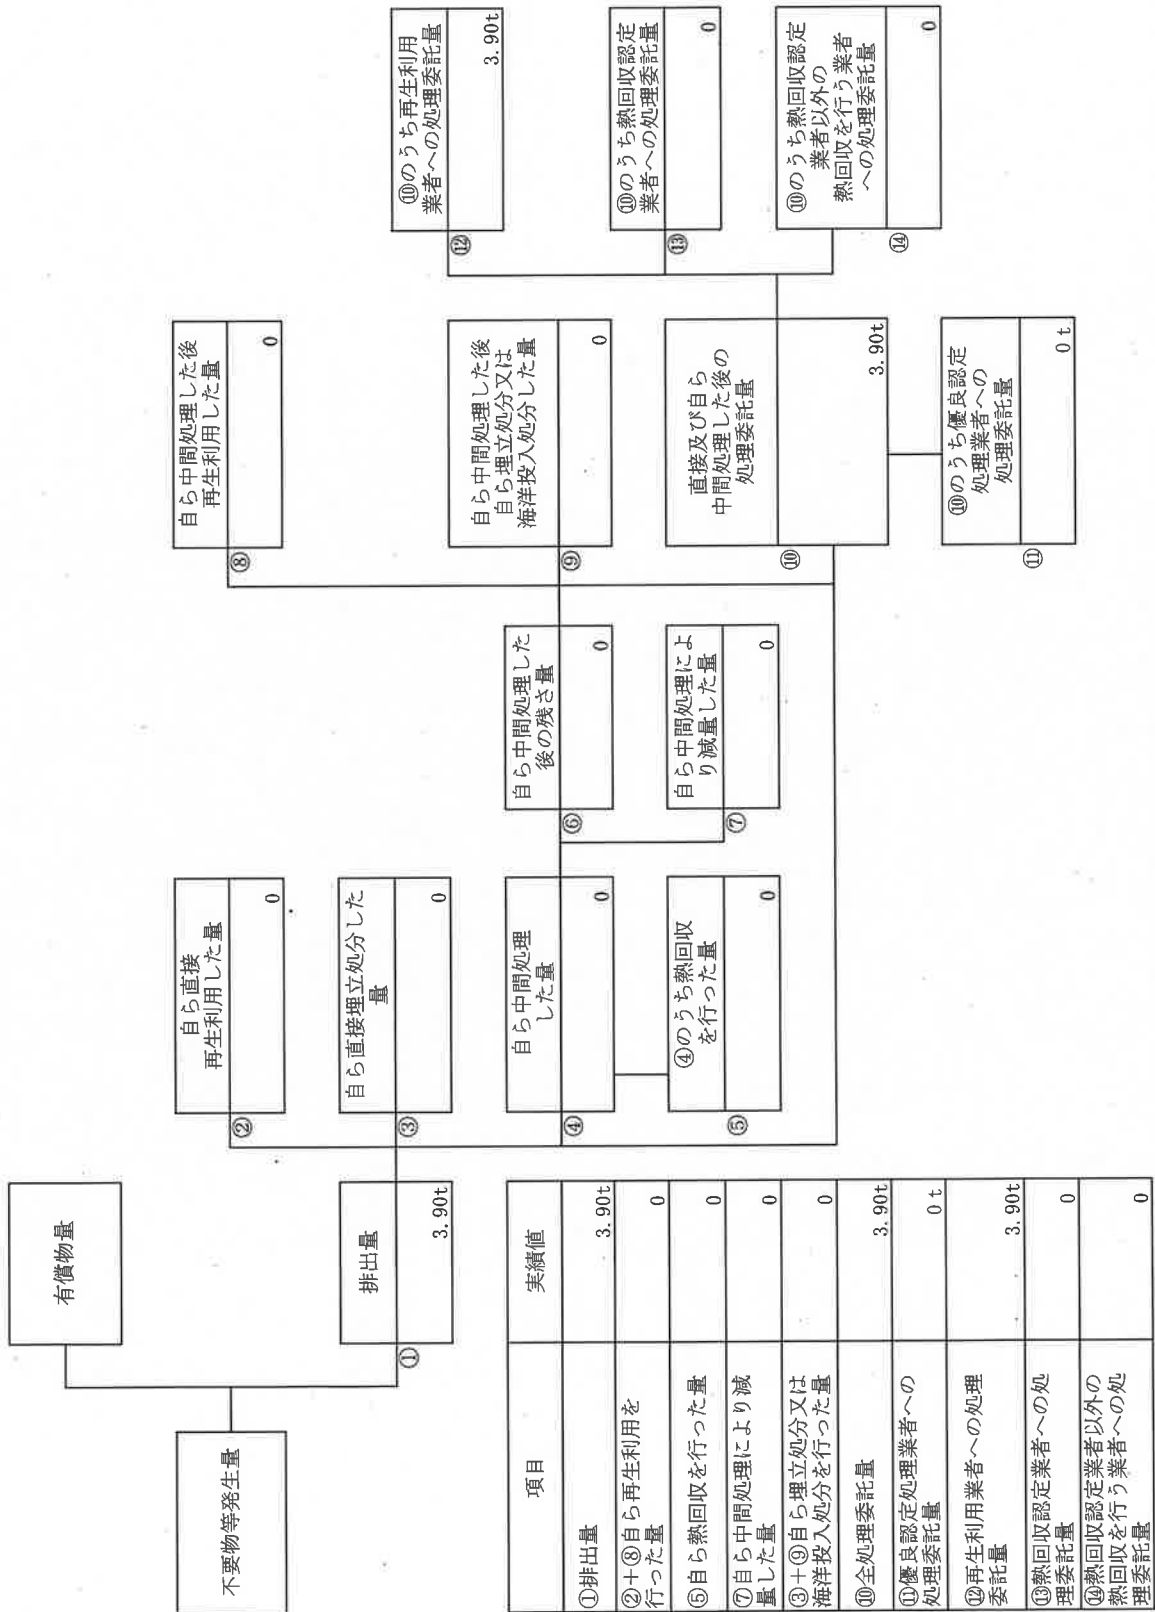 不要物等発生量
有償物量
排出量
①
3.90t
自ら直接
再生利用した量
②
0
自ら直接埋立処分した
量
③
0
自ら中間処理
した量
④
0
④のうち熱回収
を行った量
⑤
0
自ら中間処理した
後の残さ量
⑥
0
自ら中間処理によ
り減量した量
⑦
0
自ら中間処理した後
再生利用した量
⑧
0
自ら中間処理した後
自ら埋立処分又は
海洋投入処分した量
⑨
0
直接及び自ら
中間処理した後の
処理委託量
⑩
3.90t
⑩のうち優良認定
処理業者への
処理委託量
⑪
0 t
⑩のうち再生利用
業者への処理委託量
⑫
3.90t
⑩のうち熱回収認定
業者への処理委託量
⑬
0
⑩のうち熱回収認定
業者以外の
熱回収を行う業者
への処理委託量
⑭
0
項目 実績値
①排出量 3.90t
②+⑧自ら再生利用を
行った量 0
⑤自ら熱回収を行った量 0
⑦自ら中間処理により減
量した量 0
③+⑨自ら埋立処分又は
海洋投入処分を行った量 0
⑩全処理委託量 3.90t
⑪優良認定処理業者への
処理委託量 0 t
⑫再生利用業者への処理
委託量 3.90t
⑬熱回収認定業者への処
理委託量 0
⑭熱回収認定業者以外の
熱回収を行う業者への処
理委託量 0